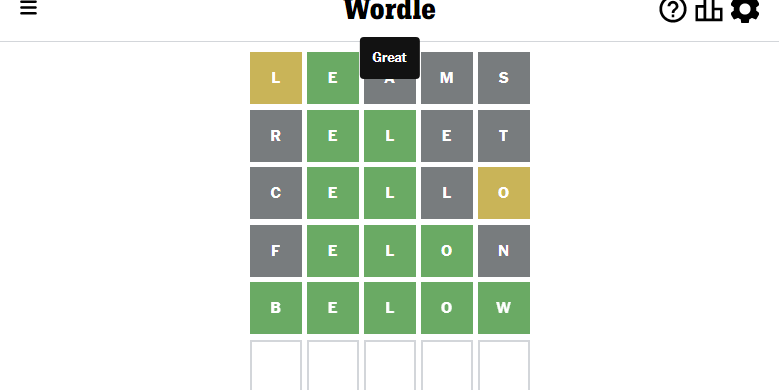 Wordle
Great
L E A M S
R E L E T
C E L L O
F E L O N
B E L O W